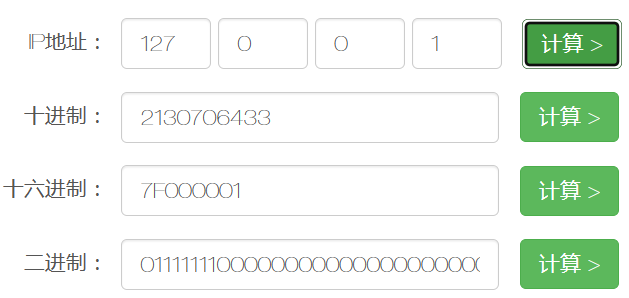 IP地址： 127 0 0 1 计算 >
十进制： 2130706433 计算 >
十六进制： 7F000001 计算 >
二进制： 计算 >